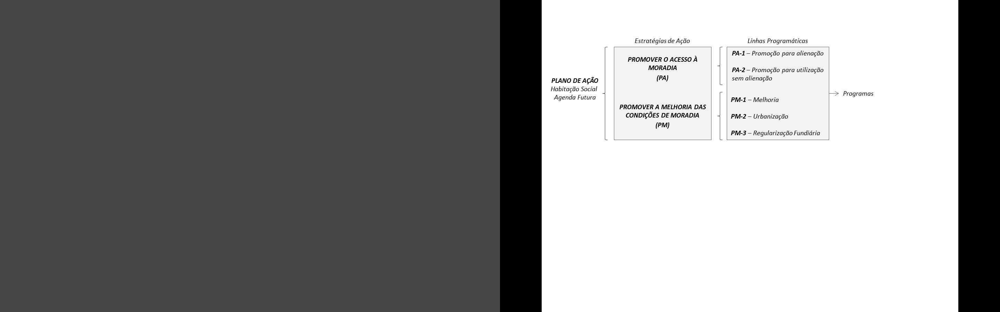 Estratégias de Ação
Linhas Programáticas
PLANO DE AÇÃO
Habitação Social
Agenda Futura
PROMOVER O ACESSO À
MORADIA
(PA)
PROMOVER A MELHORIA DAS
CONDIÇÕES DE MORADIA
(PM)
PA-1 – Promoção para alienação
PA-2 – Promoção para utilização
sem alienação
PM-1 – Melhoria
PM-2 – Urbanização
PM-3 – Regularização Fundiária
Programas